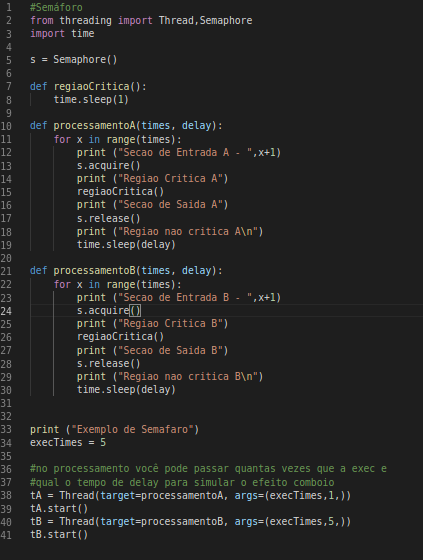 1 #Semáforo
2 from threading import Thread,Semaphore
3 import time
4
5 s = Semaphore()
6
7 def regiaoCritica():
8     time.sleep(1)
9
10 def processamentoA(times, delay):
11     for x in range(times):
12         print ("Secao de Entrada A - ",x+1)
13         s.acquire()
14         print ("Regiao Critica A")
15         regiaoCritica()
16         print ("Secao de Saida A")
17         s.release()
18         print ("Regiao nao critica A\n")
19         time.sleep(delay)
20
21 def processamentoB(times, delay):
22     for x in range(times):
23         print ("Secao de Entrada B - ",x+1)
24         s.acquire()
25         print ("Regiao Critica B")
26         regiaoCritica()
27         print ("Secao de Saida B")
28         s.release()
29         print ("Regiao nao critica B\n")
30         time.sleep(delay)
31
32
33 print ("Exemplo de Semafaro")
34 execTimes = 5
35
36 #no processamento você pode passar quantas vezes que a exec e
37 #qual o tempo de delay para simular o efeito comboio
38 tA = Thread(target=processamentoA, args=(execTimes,1,))
39 tA.start()
40 tB = Thread(target=processamentoB, args=(execTimes,5,))
41 tB.start()